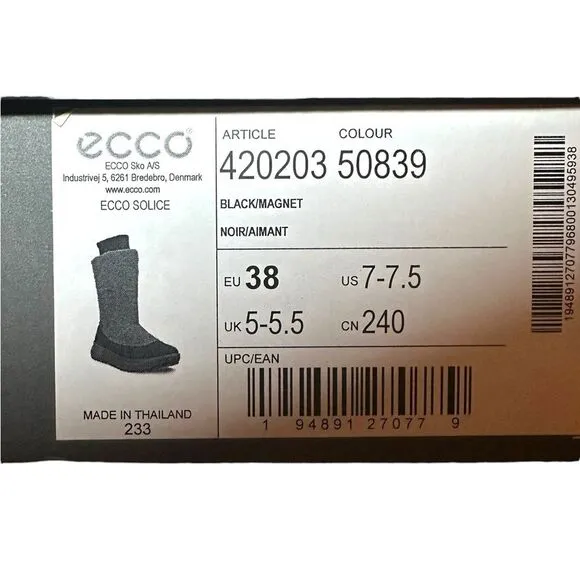 ecco®
ECCO Sko A/S
Industrivej 5, 6261 Bredebro, Denmark
www.ecco.com
ECCO SOLICE
MADE IN THAILAND
233
ARTICLE COLOUR
420203 50839
BLACK/MAGNET
NOIR/AIMANT
EU 38 US 7-7.5
UK 5-5.5 CN 240
UPC/EAN
1 94891 27077 9
19489127077968001304959​38